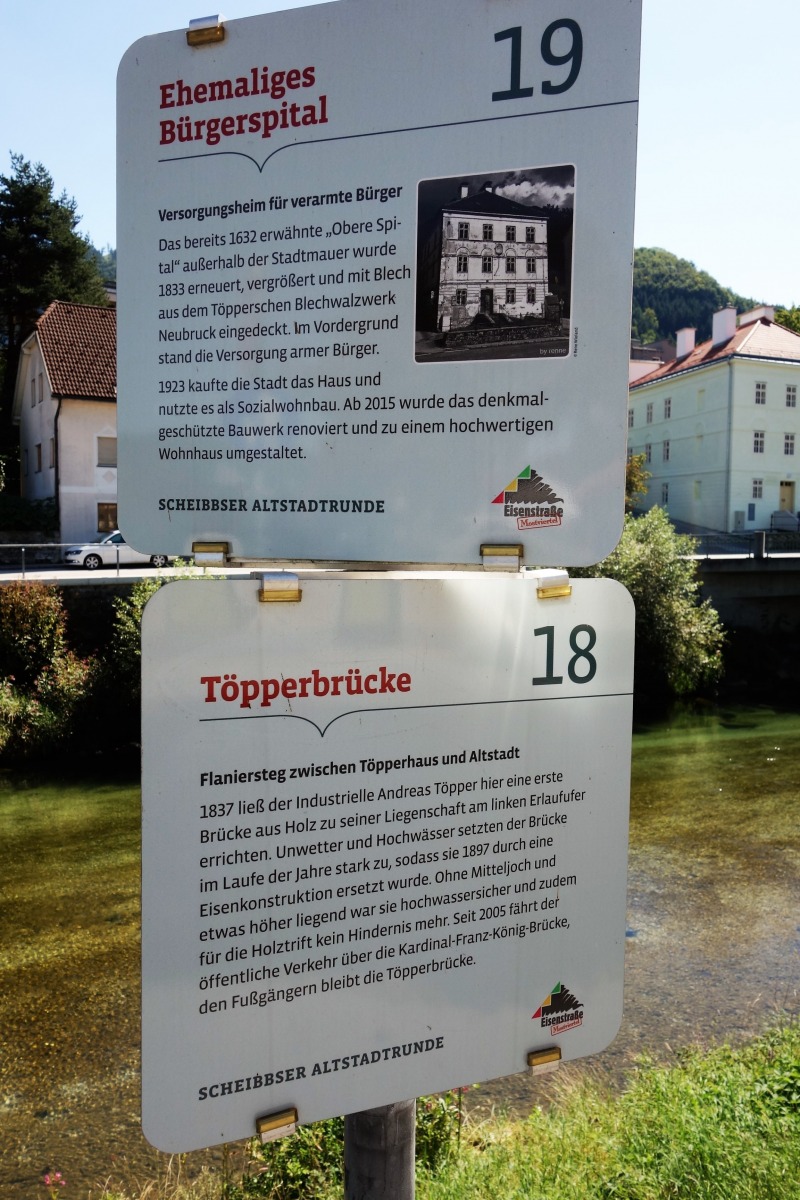 19
Ehemaliges
Bürgerspital
Versorgungsheim für verarmte Bürger
Das bereits 1632 erwähnte „Obere Spi-
tal“ außerhalb der Stadtmauer wurde
1833 erneuert, vergrößert und mit Blech
aus dem Töpperschen Blechwalzwerk
Neubruck eingedeckt. Im Vordergrund
stand die Versorgung armer Bürger.
by ienne
1923 kaufte die Stadt das Haus und
nutzte es als Sozialwohnbau. Ab 2015 wurde das denkmal-
geschützte Bauwerk renoviert und zu einem hochwertigen
Wohnhaus umgestaltet.
SCHEIBBSER ALTSTADTRUNDE
Eisenstraße
Mostviertel
18
Töpperbrücke
Flaniersteg zwischen Töpperhaus und Altstadt
1837 ließ der Industrielle Andreas Töpper hier eine erste
Brücke aus Holz zu seiner Liegenschaft am linken Erlaufufer
errichten. Unwetter und Hochwässer setzten der Brücke
im Laufe der Jahre stark zu, sodass sie 1897 durch eine
Eisenkonstruktion ersetzt wurde. Ohne Mitteljoch und
etwas höher liegend war sie hochwassersicher und zudem
für die Holztrift kein Hindernis mehr. Seit 2005 fährt der
öffentliche Verkehr über die Kardinal-Franz-König-Brücke,
den Fußgängern bleibt die Töpperbrücke.
SCHEIBBSER ALTSTADTRUNDE
Eisenstraße
Mostviertel